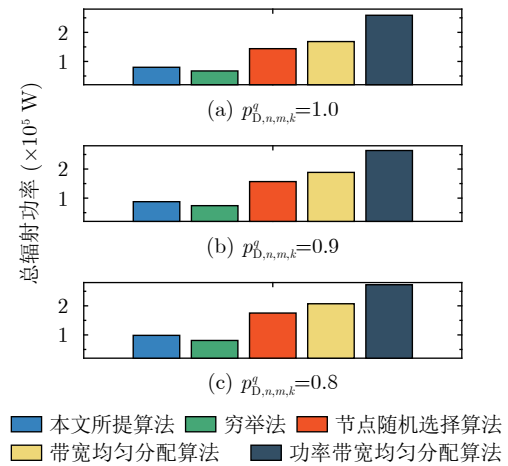 总辐射功率 (×10⁵ W)
2
1
(a) p^q_{D,n,m,k}=1.0
2
1
(b) p^q_{D,n,m,k}=0.9
2
1
(c) p^q_{D,n,m,k}=0.8
本文所提算法 穷举法 节点随机选择算法
带宽均匀分配算法 功率带宽均匀分配算法